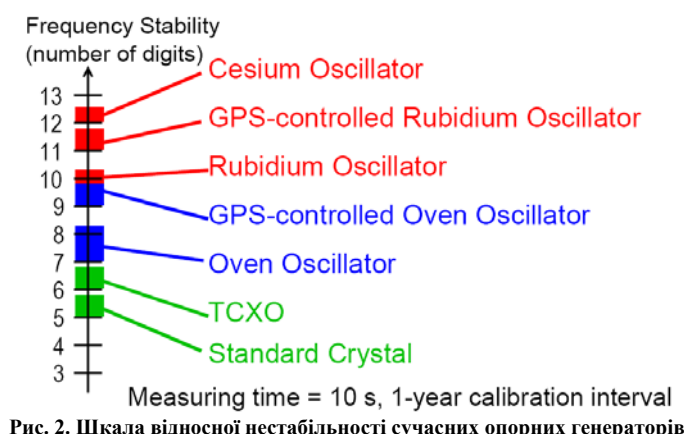 Frequency Stability
(number of digits)
Cesium Oscillator
13
GPS-controlled Rubidium Oscillator
12
11
Rubidium Oscillator
10
9
GPS-controlled Oven Oscillator
8
7
Oven Oscillator
6
TCXO
5
4
Standard Crystal
3
Measuring time = 10 s, 1-year calibration interval
Рис. 2. Шкала відносної нестабільності сучасних опорних генераторів